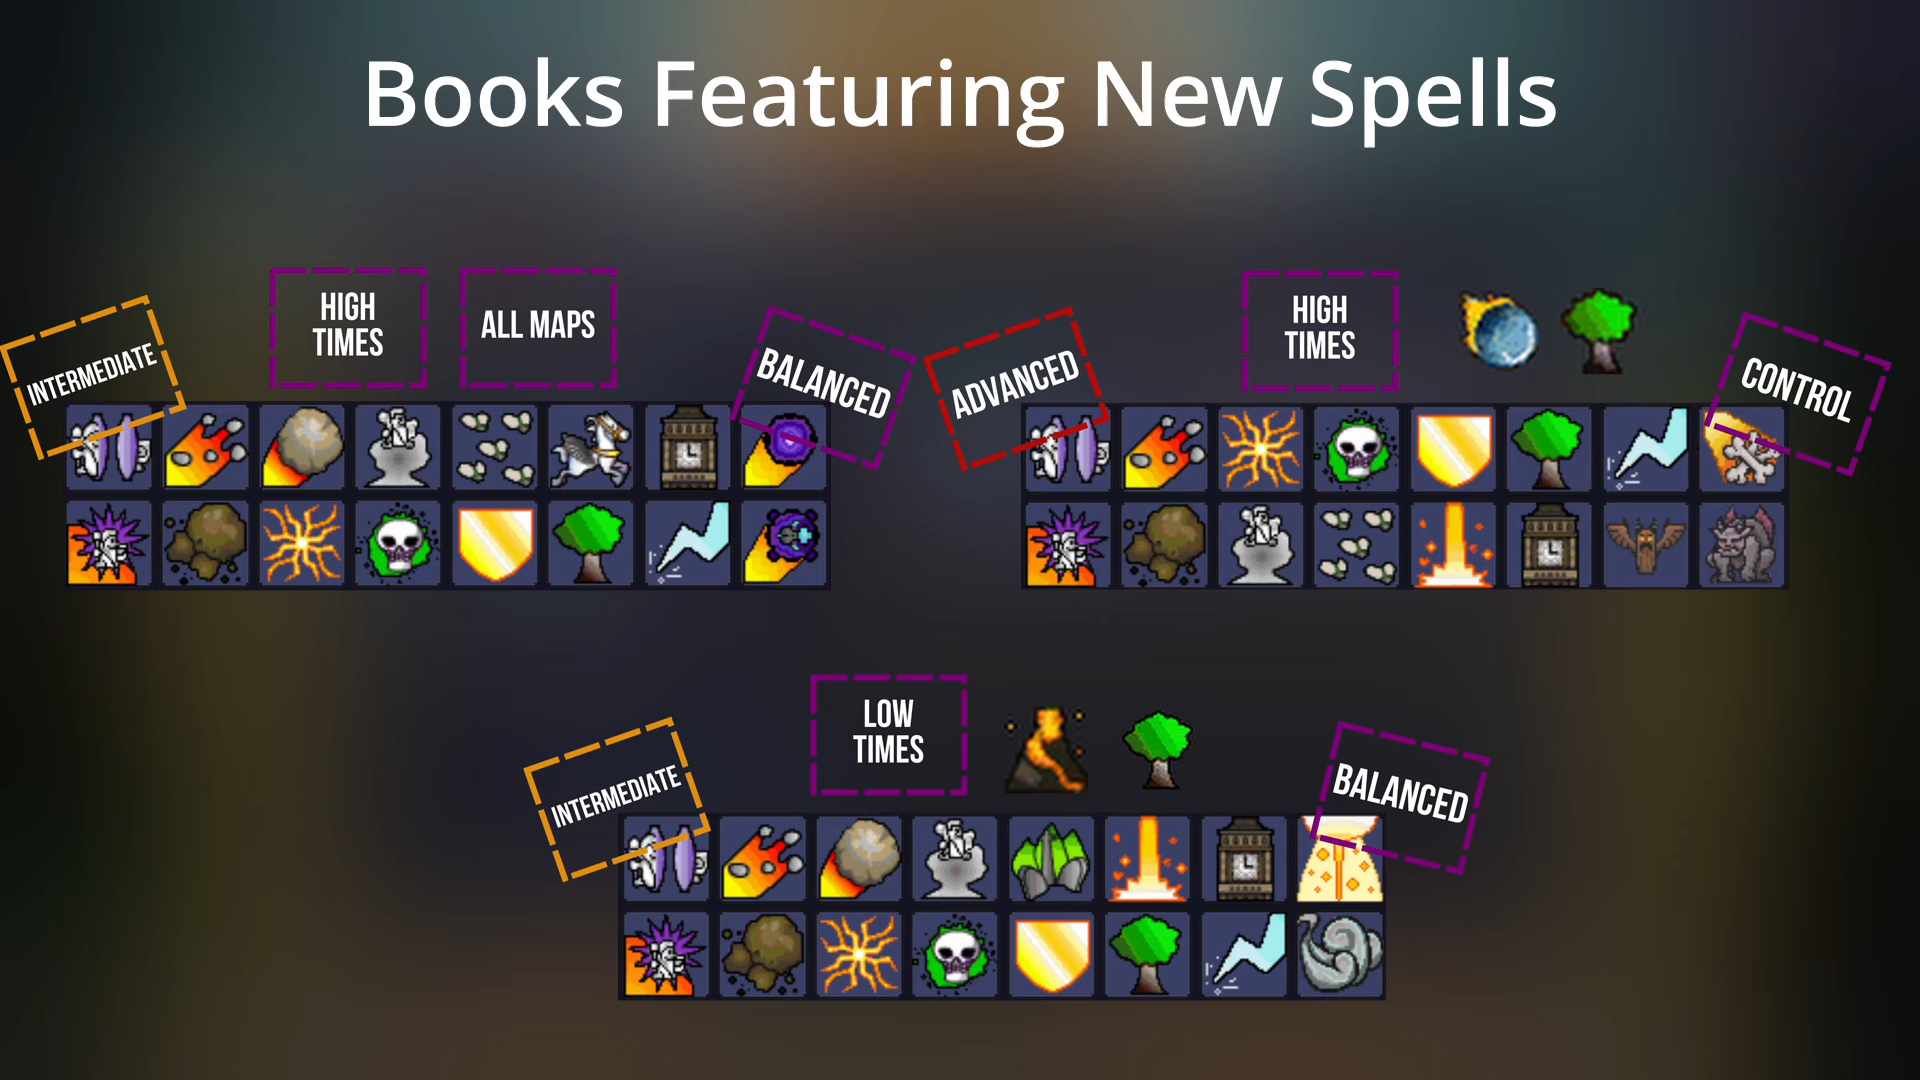 Books Featuring New Spells
INTERMEDIATE
HIGH
TIMES
ALL MAPS
BALANCED
ADVANCED
HIGH
TIMES
CONTROL
INTERMEDIATE
LOW
TIMES
BALANCED